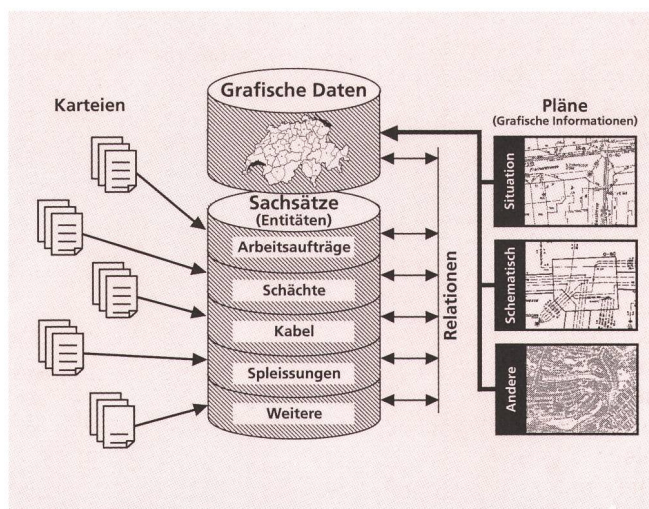 Karteien
Grafische Daten
Sachsätze
(Entitäten)
Arbeitsaufträge
Schächte
Kabel
Spleissungen
Weitere
Relationen
Pläne
(Grafische Informationen)
Situation
Schematisch
Andere